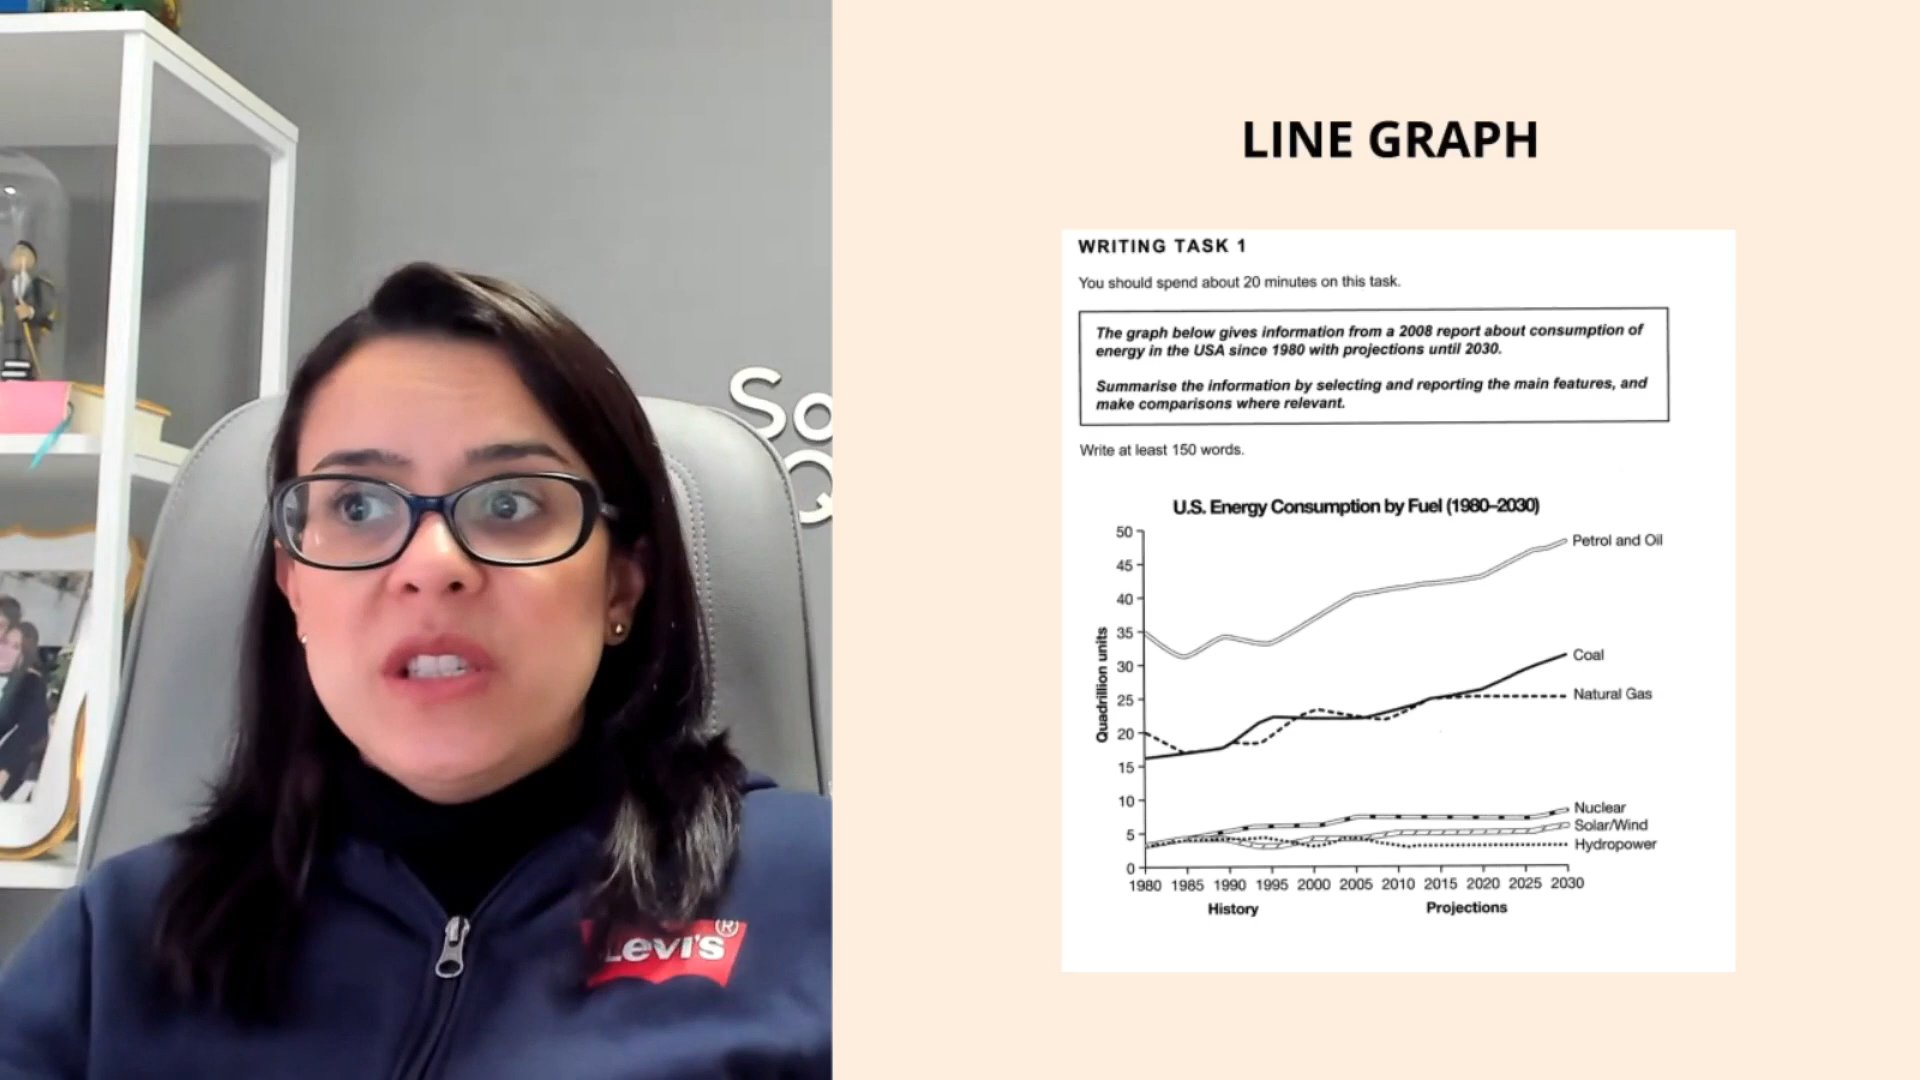 LINE GRAPH
WRITING TASK 1
You should spend about 20 minutes on this task.
The graph below gives information from a 2008 report about consumption of
energy in the USA since 1980 with projections until 2030.
Summarise the information by selecting and reporting the main features, and
make comparisons where relevant.
Write at least 150 words.
U.S. Energy Consumption by Fuel (1980–2030)
Quadrillion units
50
45
40
35
30
25
20
15
10
5
0
Petrol and Oil
Coal
Natural Gas
Nuclear
Solar/Wind
Hydropower
1980 1985 1990 1995 2000 2005 2010 2015 2020 2025 2030
History Projections
Levi's ®